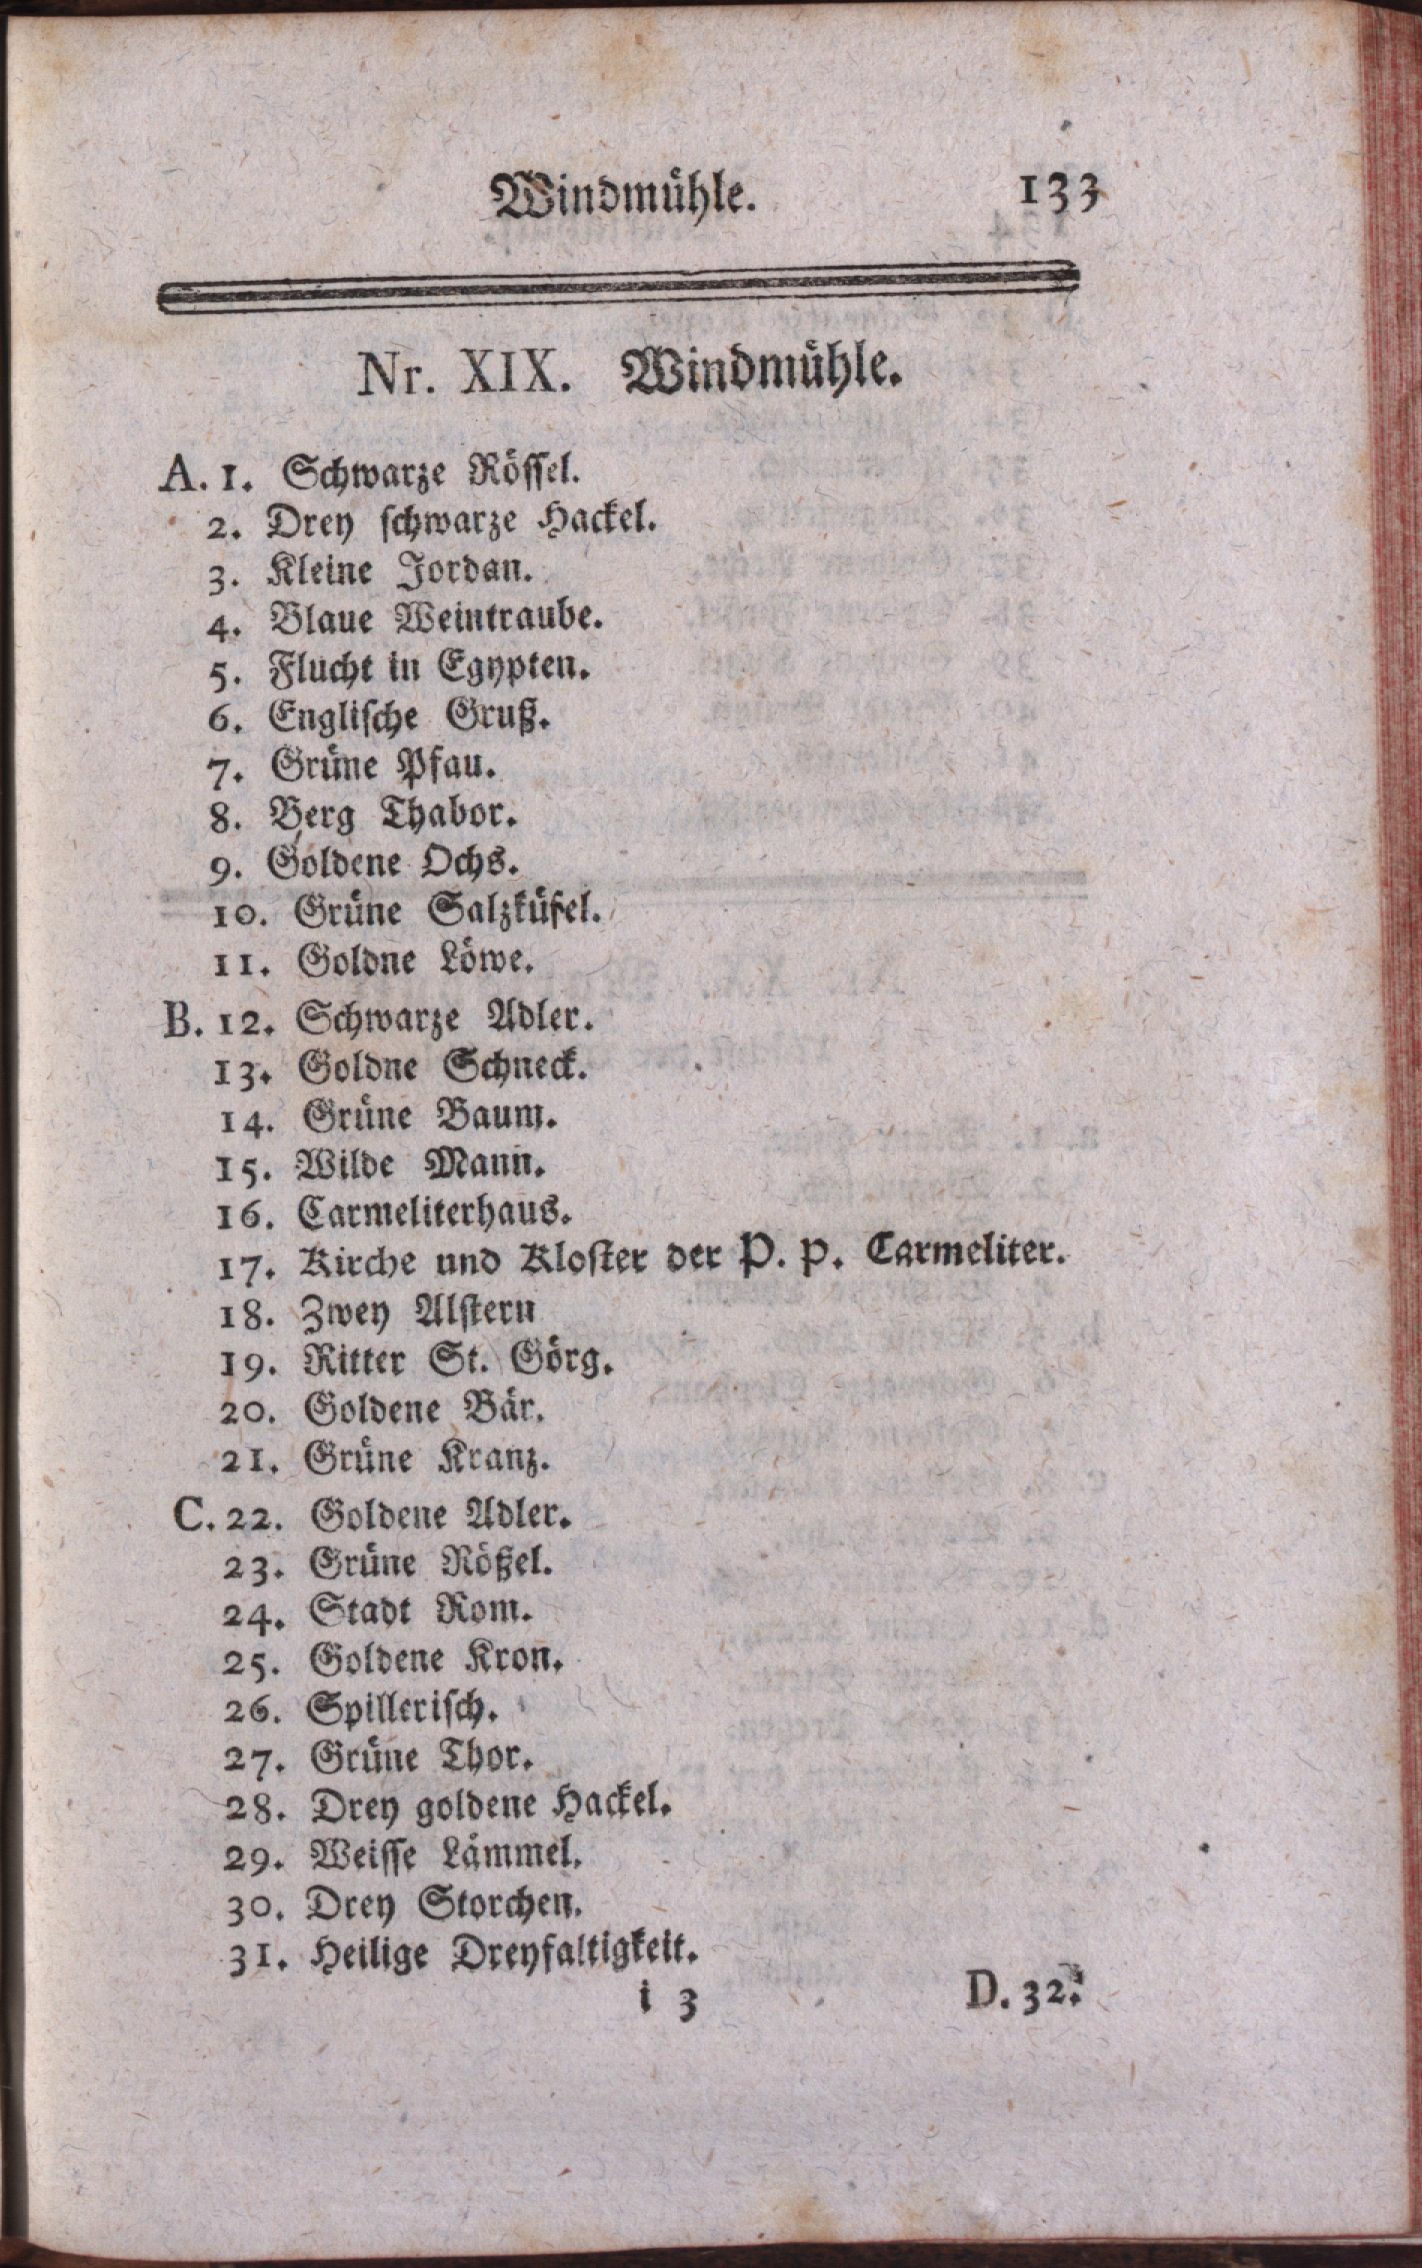 Windmühle. 133
Nr. XIX. Windmühle.
A. 1. Schwarze Rössel.
2. Drey schwarze Hackel.
3. Kleine Jordan.
4. Blaue Weintraube.
5. Flucht in Egypten.
6. Englische Gruß.
7. Grüne Pfau.
8. Berg Thabor.
9. Goldene Ochs.
10. Grüne Salzküfel.
11. Goldne Löwe.
B. 12. Schwarze Adler.
13. Goldne Schneck.
14. Grüne Baum.
15. Wilde Mann.
16. Carmeliterhaus.
17. Kirche und Kloster der P. P. Carmeliter.
18. Zwey Alstern
19. Ritter St. Görg.
20. Goldene Bär.
21. Grüne Kranz.
C. 22. Goldene Adler.
23. Grüne Rößel.
24. Stadt Rom.
25. Goldene Kron.
26. Spillerisch.
27. Grüne Thor.
28. Drey goldene Hackel.
29. Weisse Lämmel.
30. Drey Storchen.
31. Heilige Dreyfaltigkeit.
i 3 D. 32.